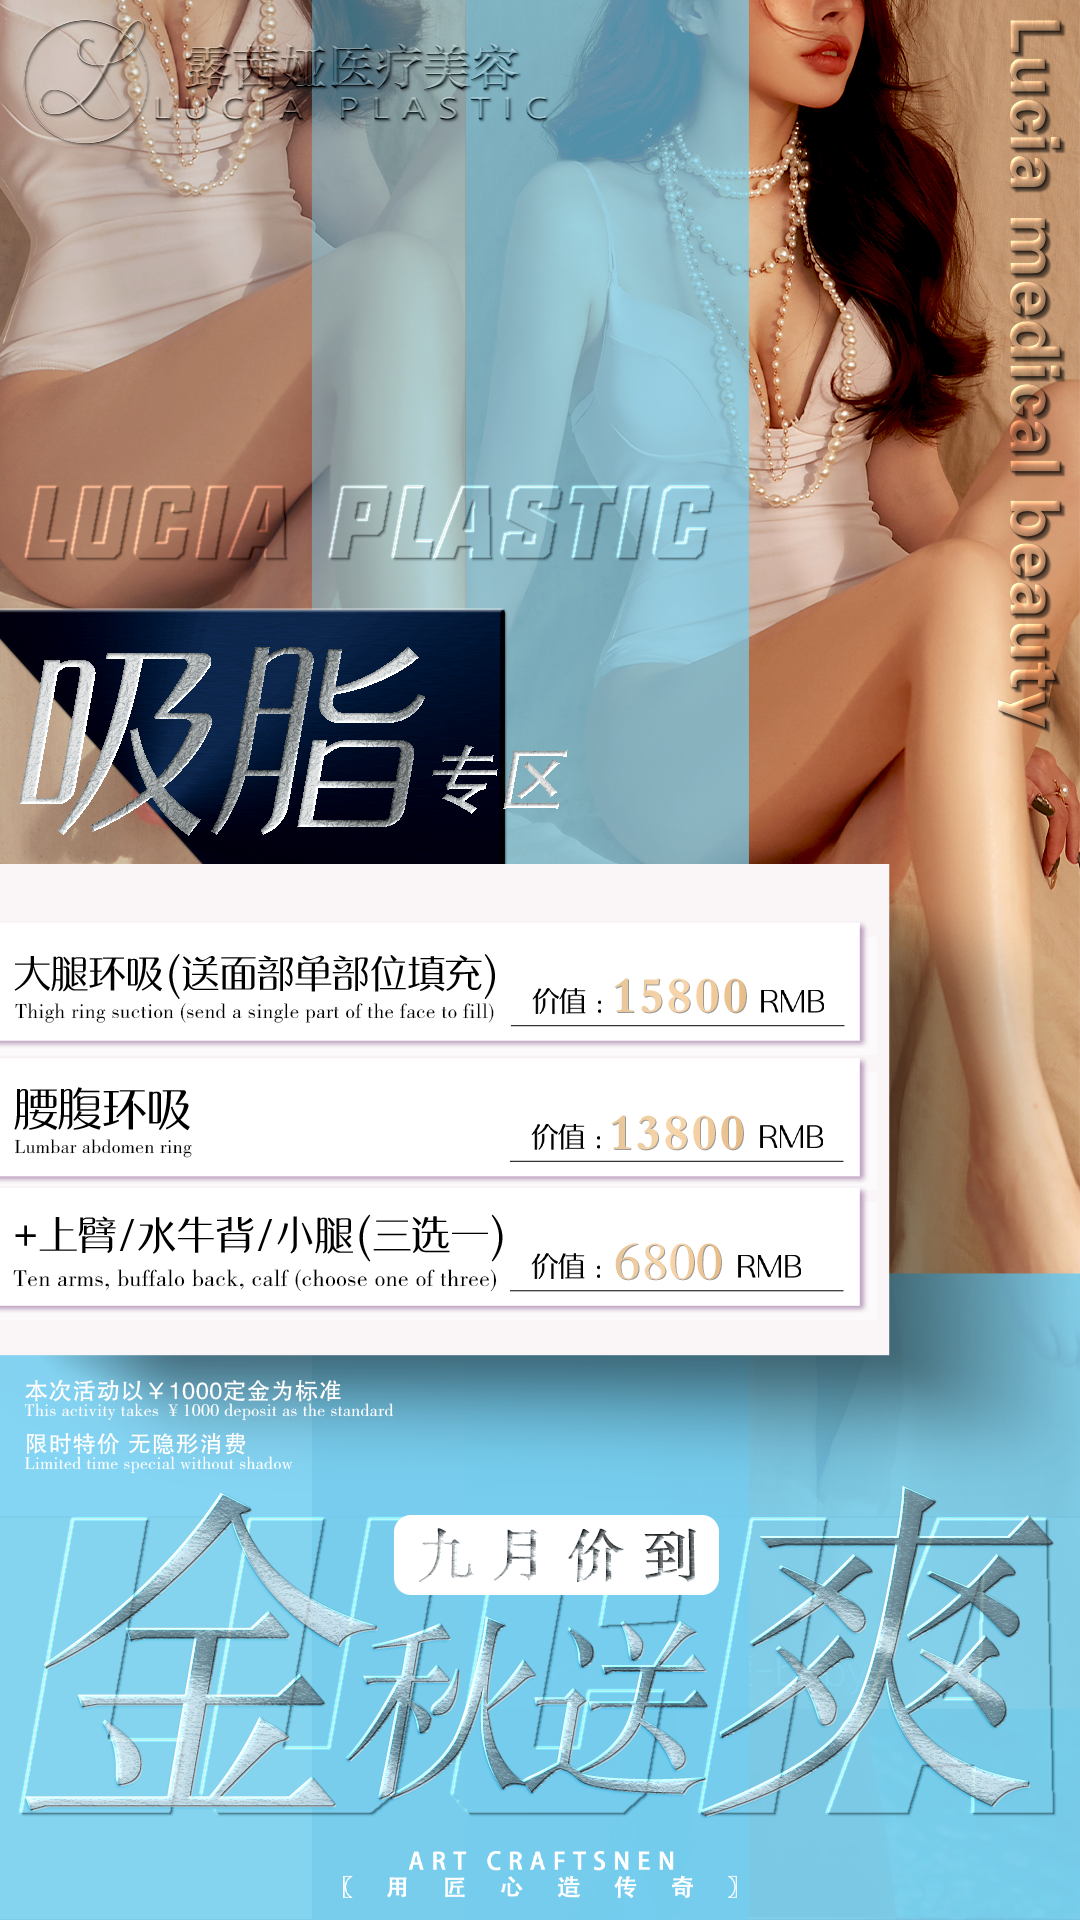 露茜娅医疗美容
LUCIA PLASTIC
Lucia medical beauty
LUCIA PLASTIC
吸脂专区
大腿环吸(送面部单部位填充)
Thigh ring suction (send a single part of the face to fill)
价值：15800 RMB
腰腹环吸
Lumbar abdomen ring
价值：13800 RMB
+上臂/水牛背/小腿(三选一)
Ten arms, buffalo back, calf (choose one of three)
价值：6800 RMB
本次活动以￥1000定金为标准
This activity takes ￥1000 deposit as the standard
限时特价 无隐形消费
Limited time special without shadow
九月价到
金秋送爽
ART CRAFTSNEN
〖用匠心造传奇〗